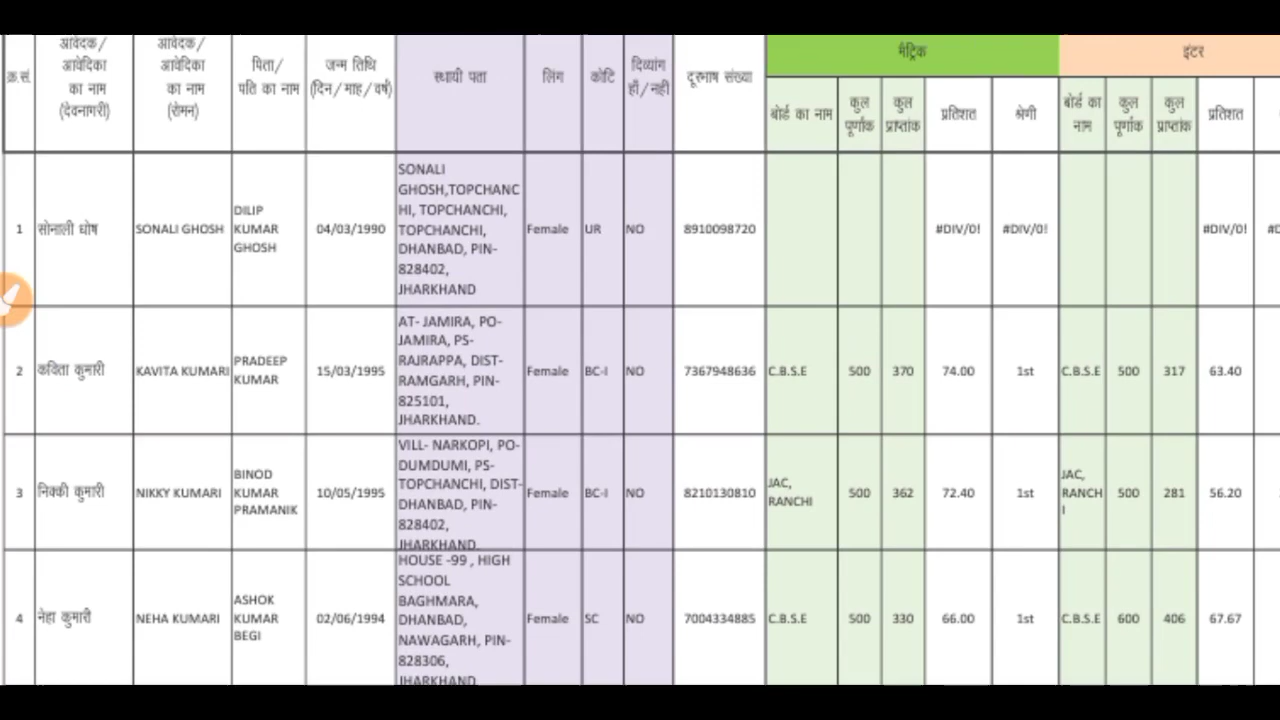 क्र.सं.
आवेदक/
आवेदिका
का नाम
(देवनागरी)
आवेदक/
आवेदिका
का नाम
(रोमन)
पिता/
पति का नाम
जन्म तिथि
(दिन/माह/वर्ष)
स्थायी पता
लिंग
कोटि
दिव्यांग
हाँ/नही
दूरभाष संख्या
मैट्रिक
बोर्ड का नाम
कुल
पूर्णांक
कुल
प्राप्तांक
प्रतिशत
श्रेणी
इंटर
बोर्ड का
नाम
कुल
पूर्णांक
कुल
प्राप्तांक
प्रतिशत
1
सोनाली घोष
SONALI GHOSH
DILIP
KUMAR
GHOSH
04/03/1990
SONALI
GHOSH,TOPCHANC
HI, TOPCHANCHI,
TOPCHANCHI,
DHANBAD, PIN-
828402,
JHARKHAND
Female
UR
NO
8910098720
#DIV/0!
#DIV/0!
#DIV/0!
2
कविता कुमारी
KAVITA KUMARI
PRADEEP
KUMAR
15/03/1995
AT- JAMIRA, PO-
JAMIRA, PS-
RAJRAPPA, DIST-
RAMGARH, PIN-
825101,
JHARKHAND.
Female
BC-I
NO
7367948636
C.B.S.E
500
370
74.00
1st
C.B.S.E
500
317
63.40
3
निक्की कुमारी
NIKKY KUMARI
BINOD
KUMAR
PRAMANIK
10/05/1995
VILL- NARKOPI, PO-
DUMDUMI, PS-
TOPCHANCHI, DIST-
DHANBAD, PIN-
828402,
JHARKHAND.
Female
BC-I
NO
8210130810
JAC,
RANCHI
500
362
72.40
1st
JAC,
RANCH
I
500
281
56.20
4
नेहा कुमारी
NEHA KUMARI
ASHOK
KUMAR
BEGI
02/06/1994
HOUSE -99 , HIGH
SCHOOL
BAGHMARA,
DHANBAD,
NAWAGARH, PIN-
828306,
JHARKHAND
Female
SC
NO
7004334885
C.B.S.E
500
330
66.00
1st
C.B.S.E
600
406
67.67